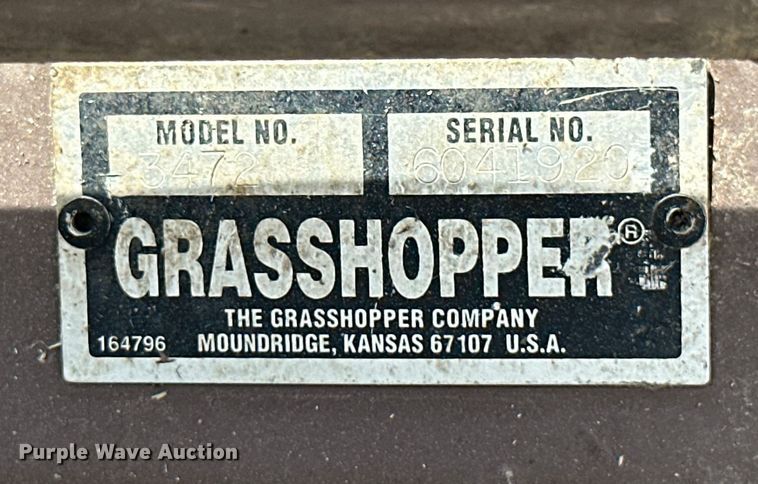 MODEL NO. SERIAL NO.
3472 6041920
GRASSHOPPER®
THE GRASSHOPPER COMPANY
164796 MOUNDRIDGE, KANSAS 67107 U.S.A.
Purple Wave Auction